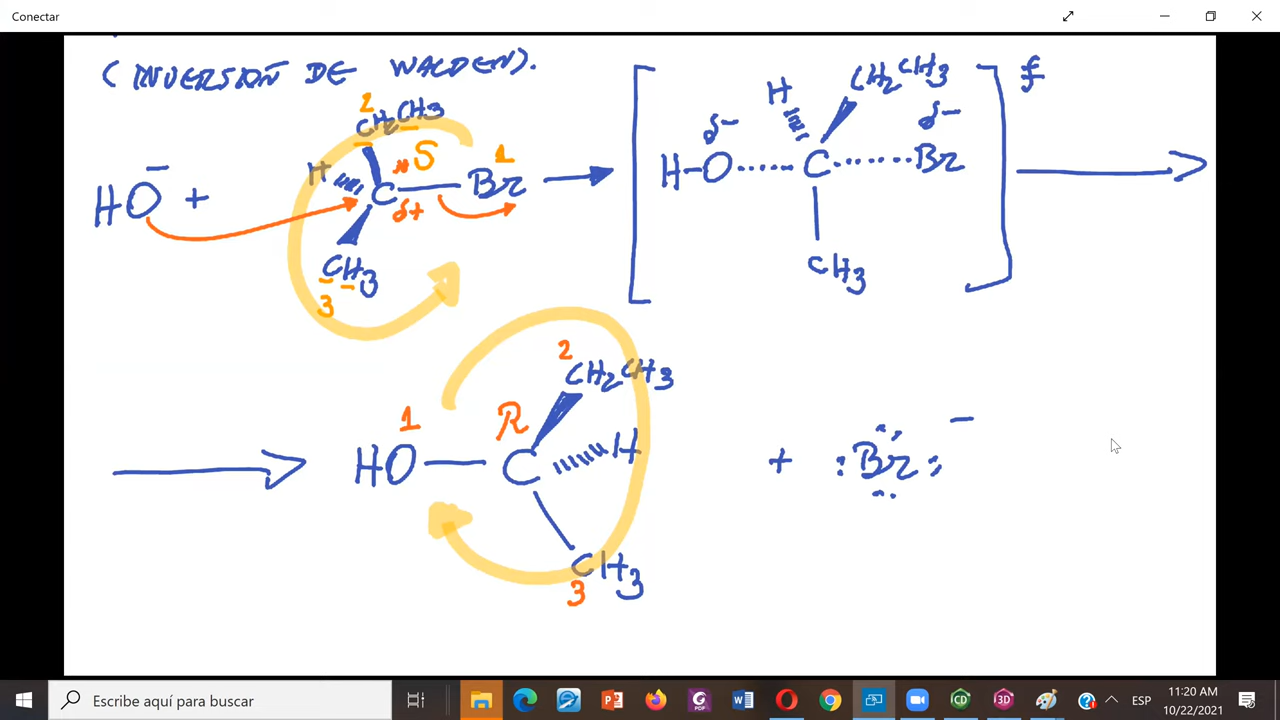 Conectar
(INVERSIÓN DE WALDEN).
HO⁻ +
2
CH₂CH₃
H
* S
1
C
Br
δ+
CH₃
3
H
CH₂CH₃
δ−
δ−
H-O
C
Br
CH₃
ǂ
2
CH₂CH₃
1
R
HO
C
H
CH₃
3
+ :Br: −
Escribe aquí para buscar
ESP
11:20 AM
10/22/2021